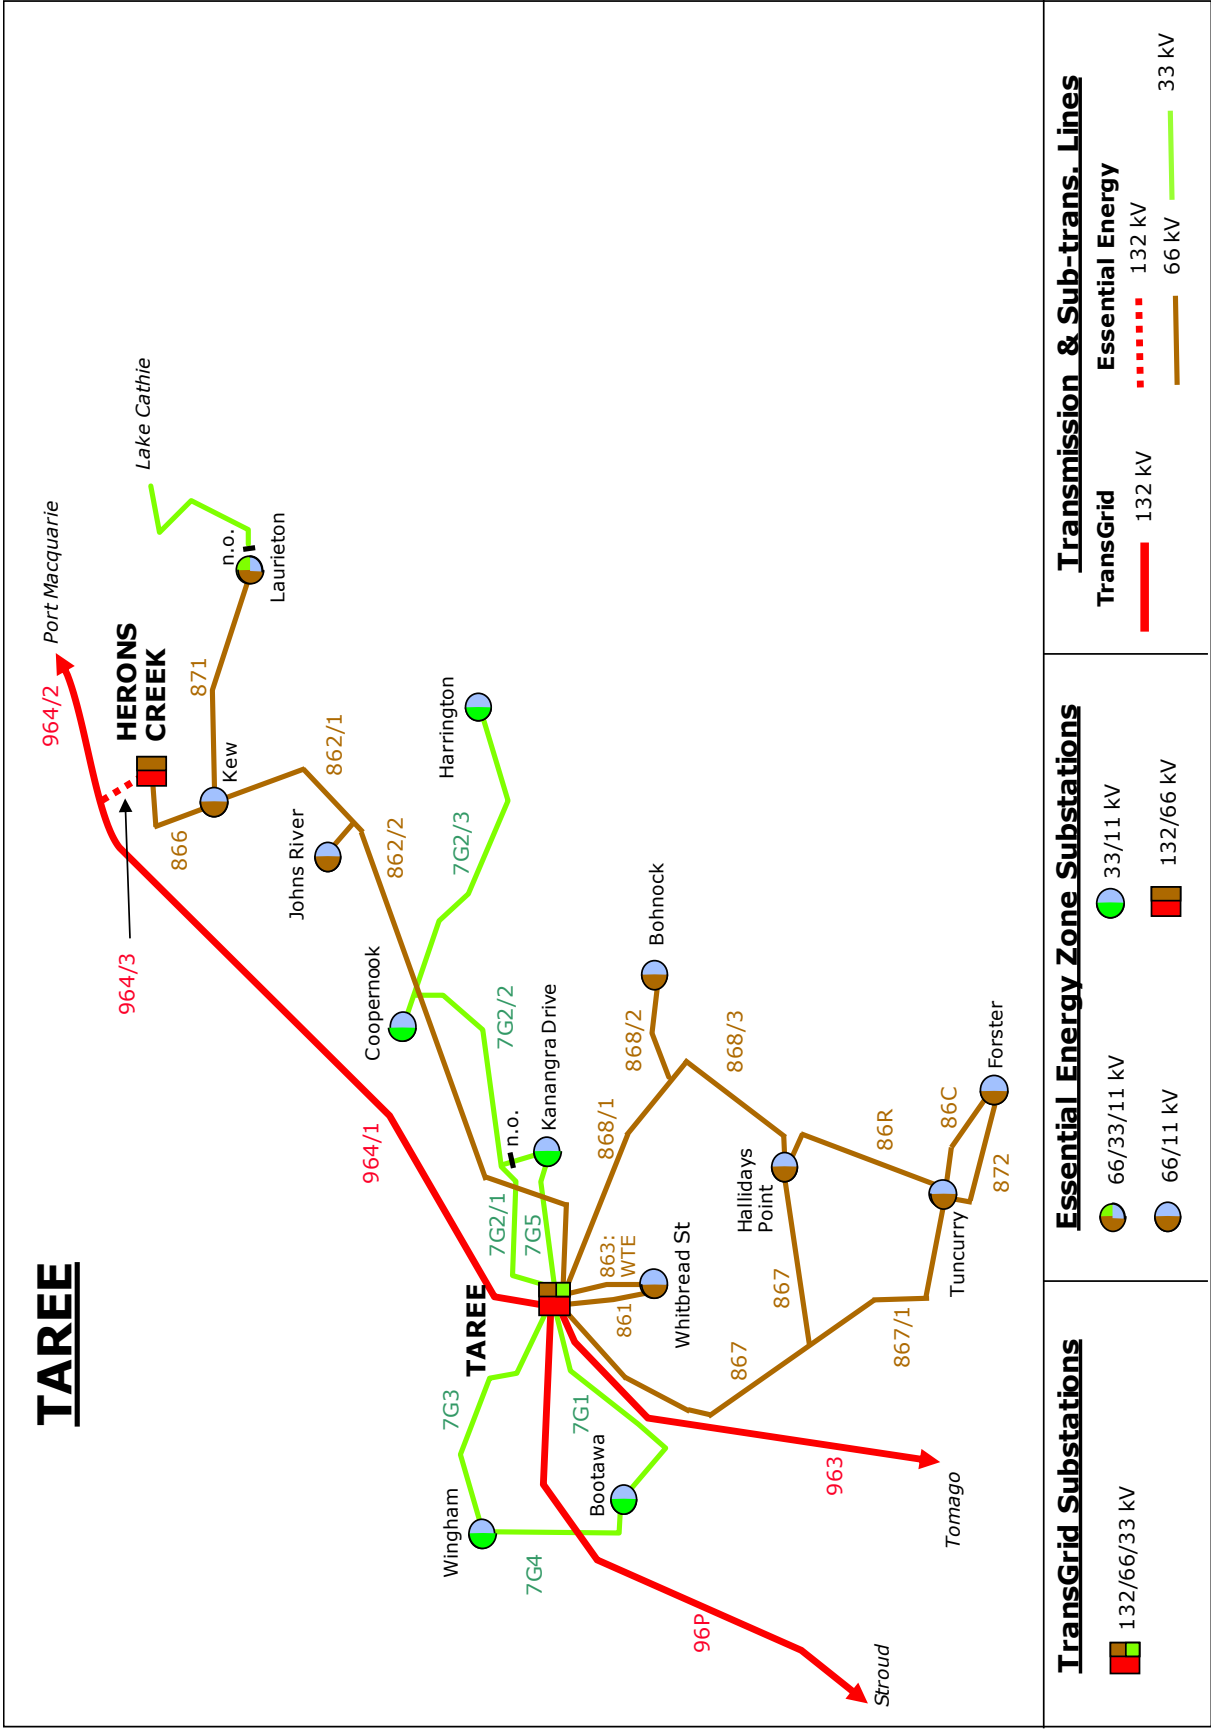 TAREE
Port Macquarie
Lake Cathie
964/2
HERONS
CREEK
n.o.
Laurieton
871
Kew
866
964/3
862/1
Johns River
862/2
Harrington
7G2/3
Coopernook
7G2/2
964/1
Kanangra Drive
n.o.
7G2/1
7G5
TAREE
Bohnock
868/2
868/3
868/1
863:
WTE
861
Whitbread St
Hallidays
Point
86R
86C
Forster
872
Tuncurry
867
867
867/1
7G3
7G1
Wingham
Bootawa
7G4
963
Tomago
96P
Stroud
TransGrid Substations
132/66/33 kV
Essential Energy Zone Substations
66/33/11 kV
33/11 kV
66/11 kV
132/66 kV
Transmission & Sub-trans. Lines
TransGrid
Essential Energy
132 kV
132 kV
66 kV
33 kV